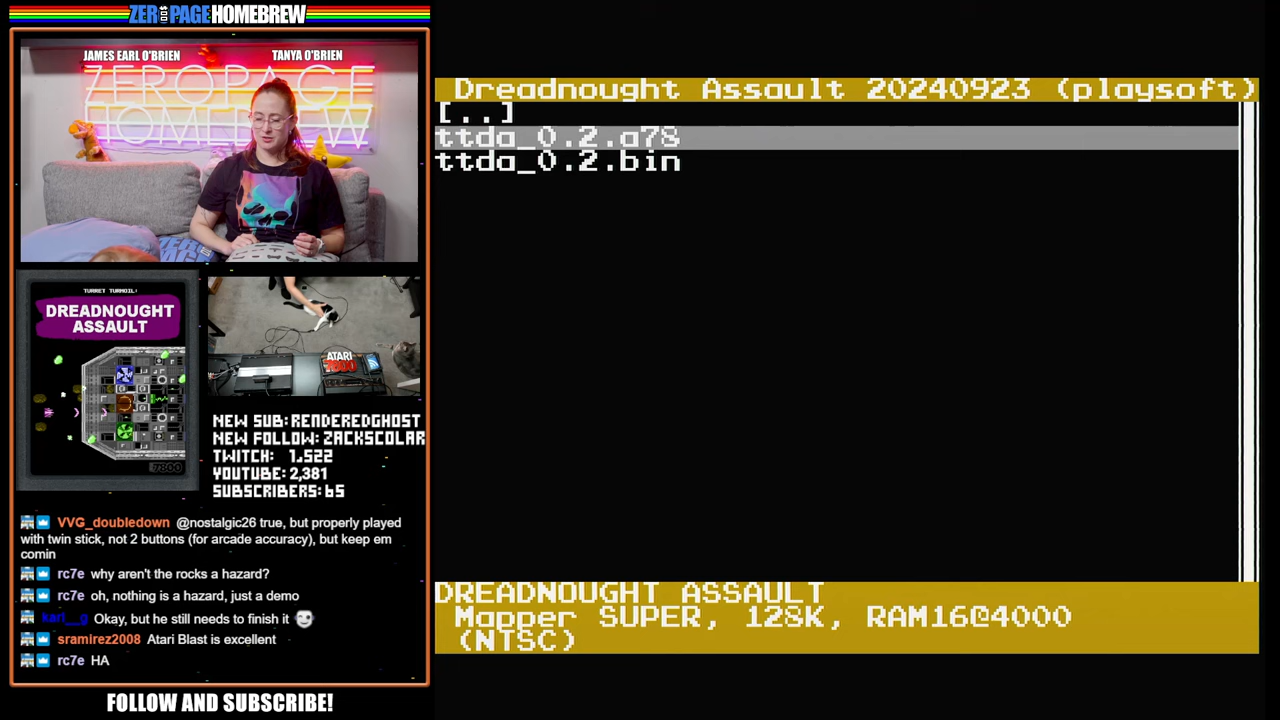 ZEROPAGE HOMEBREW
JAMES EARL O'BRIEN
TANYA O'BRIEN
ZEROPAGE
HOMEBREW
TURRET TURMOIL:
DREADNOUGHT
ASSAULT
7800
ATARI
7800
NEW SUB: RENDEREDGHOST
NEW FOLLOW: ZACKSCOLAR
TWITCH: 1,522
YOUTUBE: 2,381
SUBSCRIBERS: 65
VVG_doubledown @nostalgic26 true, but properly played
with twin stick, not 2 buttons (for arcade accuracy), but keep em
comin
rc7e why aren't the rocks a hazard?
rc7e oh, nothing is a hazard, just a demo
karl__g Okay, but he still needs to finish it
sramirez2008 Atari Blast is excellent
rc7e HA
FOLLOW AND SUBSCRIBE!
Dreadnought Assault 20240923 (playsoft)
[..]
ttda_0.2.a78
ttda_0.2.bin
DREADNOUGHT ASSAULT
Mapper SUPER, 128K, RAM16@4000
(NTSC)